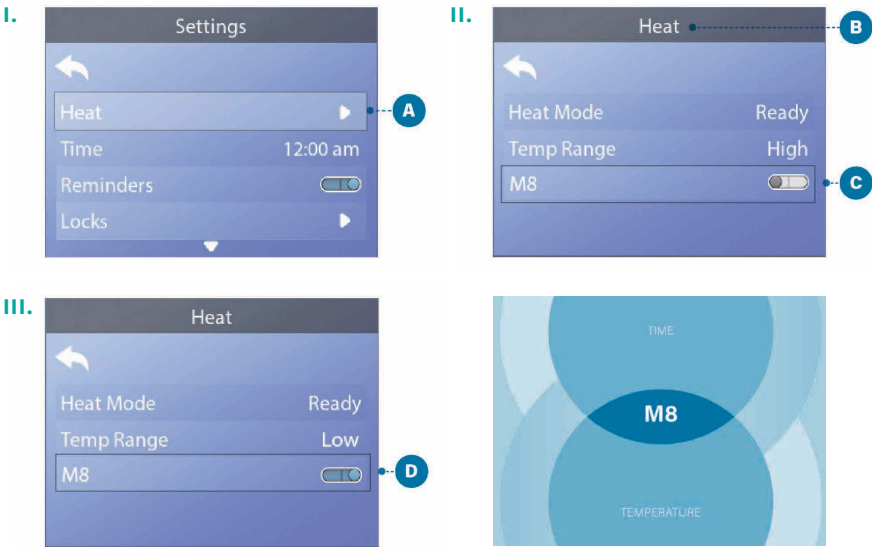 I.
Settings
Heat
A
Time 12:00 am
Reminders
Locks
II.
Heat
B
Heat Mode Ready
Temp Range High
M8
C
III.
Heat
Heat Mode Ready
Temp Range Low
M8
D
TIME
M8
TEMPERATURE